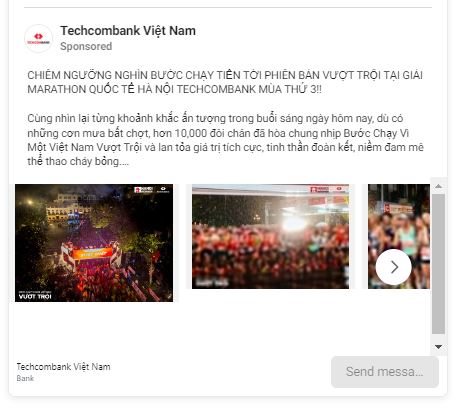 Techcombank Việt Nam
Sponsored
TECHCOMBANK
CHIÊM NGƯỠNG NGHÌN BƯỚC CHẠY TIẾN TỚI PHIÊN BẢN VƯỢT TRỘI TẠI GIẢI
MARATHON QUỐC TẾ HÀ NỘI TECHCOMBANK MÙA THỨ 3!!
Cùng nhìn lại từng khoảnh khắc ấn tượng trong buổi sáng ngày hôm nay, dù có
những cơn mưa bất chợt, hơn 10,000 đôi chân đã hòa chung nhịp Bước Chạy Vì
Một Việt Nam Vượt Trội và lan tỏa giá trị tích cực, tinh thần đoàn kết, niềm đam mê
thể thao cháy bỏng....
VƯỢT TRỘI
Techcombank Việt Nam
Bank
Send messa...